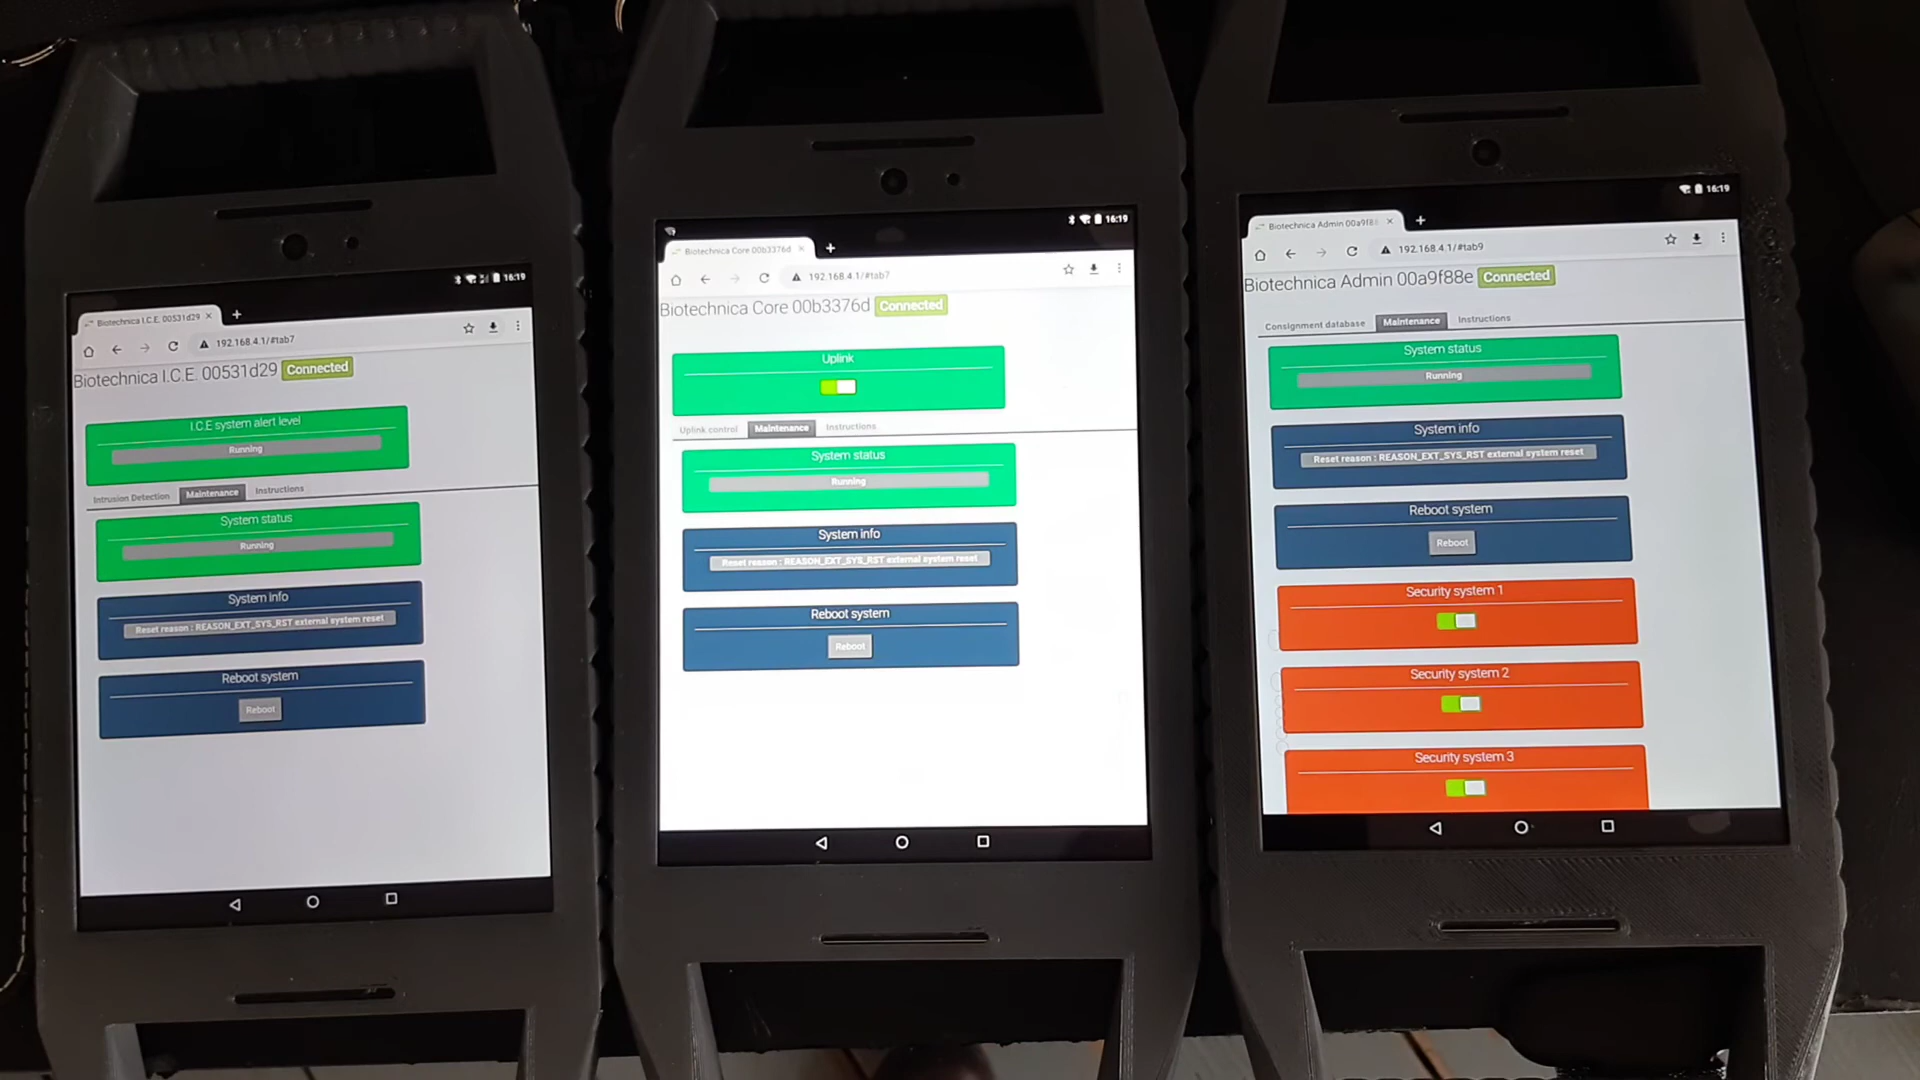 16:19
Biotechnica I.C.E. 00531d29
192.168.4.1/#tab7
Biotechnica I.C.E. 00531d29 Connected
I.C.E system alert level
Running
Intrusion Detection Maintenance Instructions
System status
Running
System info
Reset reason : REASON_EXT_SYS_RST external system reset
Reboot system
Reboot
16:19
Biotechnica Core 00b3376d
192.168.4.1/#tab7
Biotechnica Core 00b3376d Connected
Uplink
Uplink control Maintenance Instructions
System status
Running
System info
Reset reason : REASON_EXT_SYS_RST external system reset
Reboot system
Reboot
16:19
Biotechnica Admin 00a9f88
192.168.4.1/#tab9
Biotechnica Admin 00a9f88e Connected
Consignment database Maintenance Instructions
System status
Running
System info
Reset reason : REASON_EXT_SYS_RST external system reset
Reboot system
Reboot
Security system 1
Security system 2
Security system 3